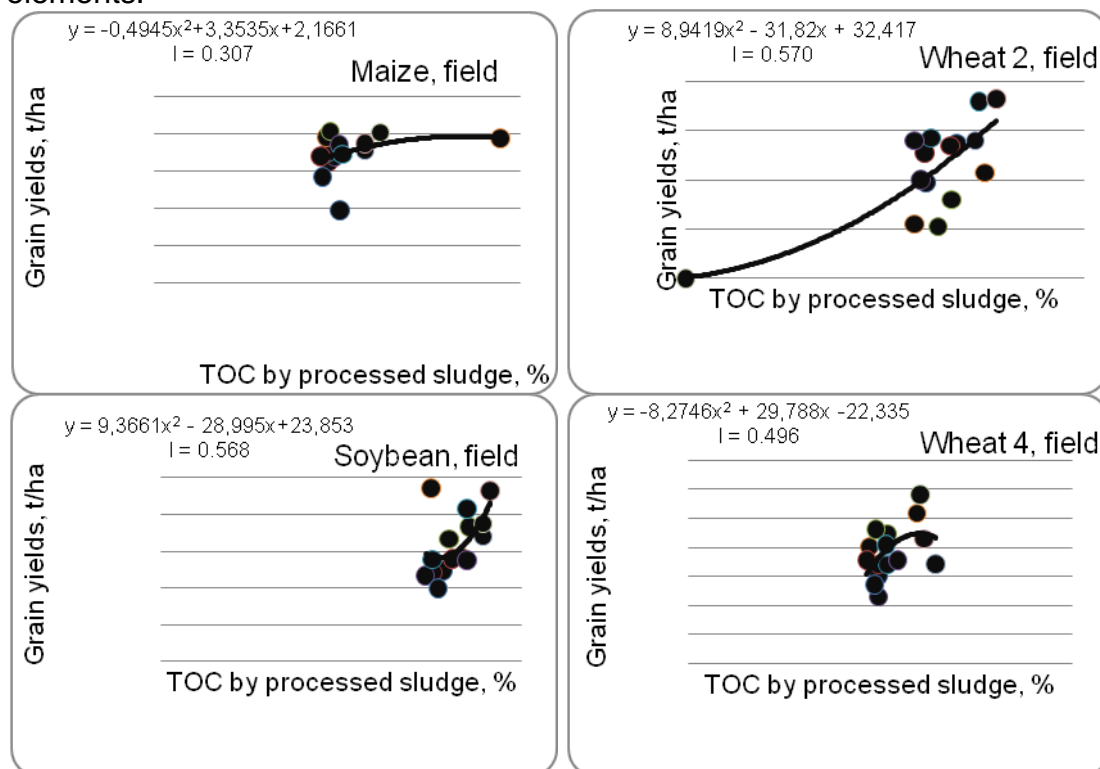 elements.
y = -0,4945x²+3,3535x+2,1661
I = 0.307
Maize, field
Grain yields, t/ha
TOC by processed sludge, %
y = 8,9419x² - 31,82x + 32,417
I = 0.570
Wheat 2, field
Grain yields, t/ha
TOC by processed sludge, %
y = 9,3661x² - 28,995x+23,853
I = 0.568
Soybean, field
Grain yields, t/ha
TOC by processed sludge, %
y = -8,2746x² + 29,788x -22,335
I = 0.496
Wheat 4, field
Grain yields, t/ha
TOC by processed sludge, %